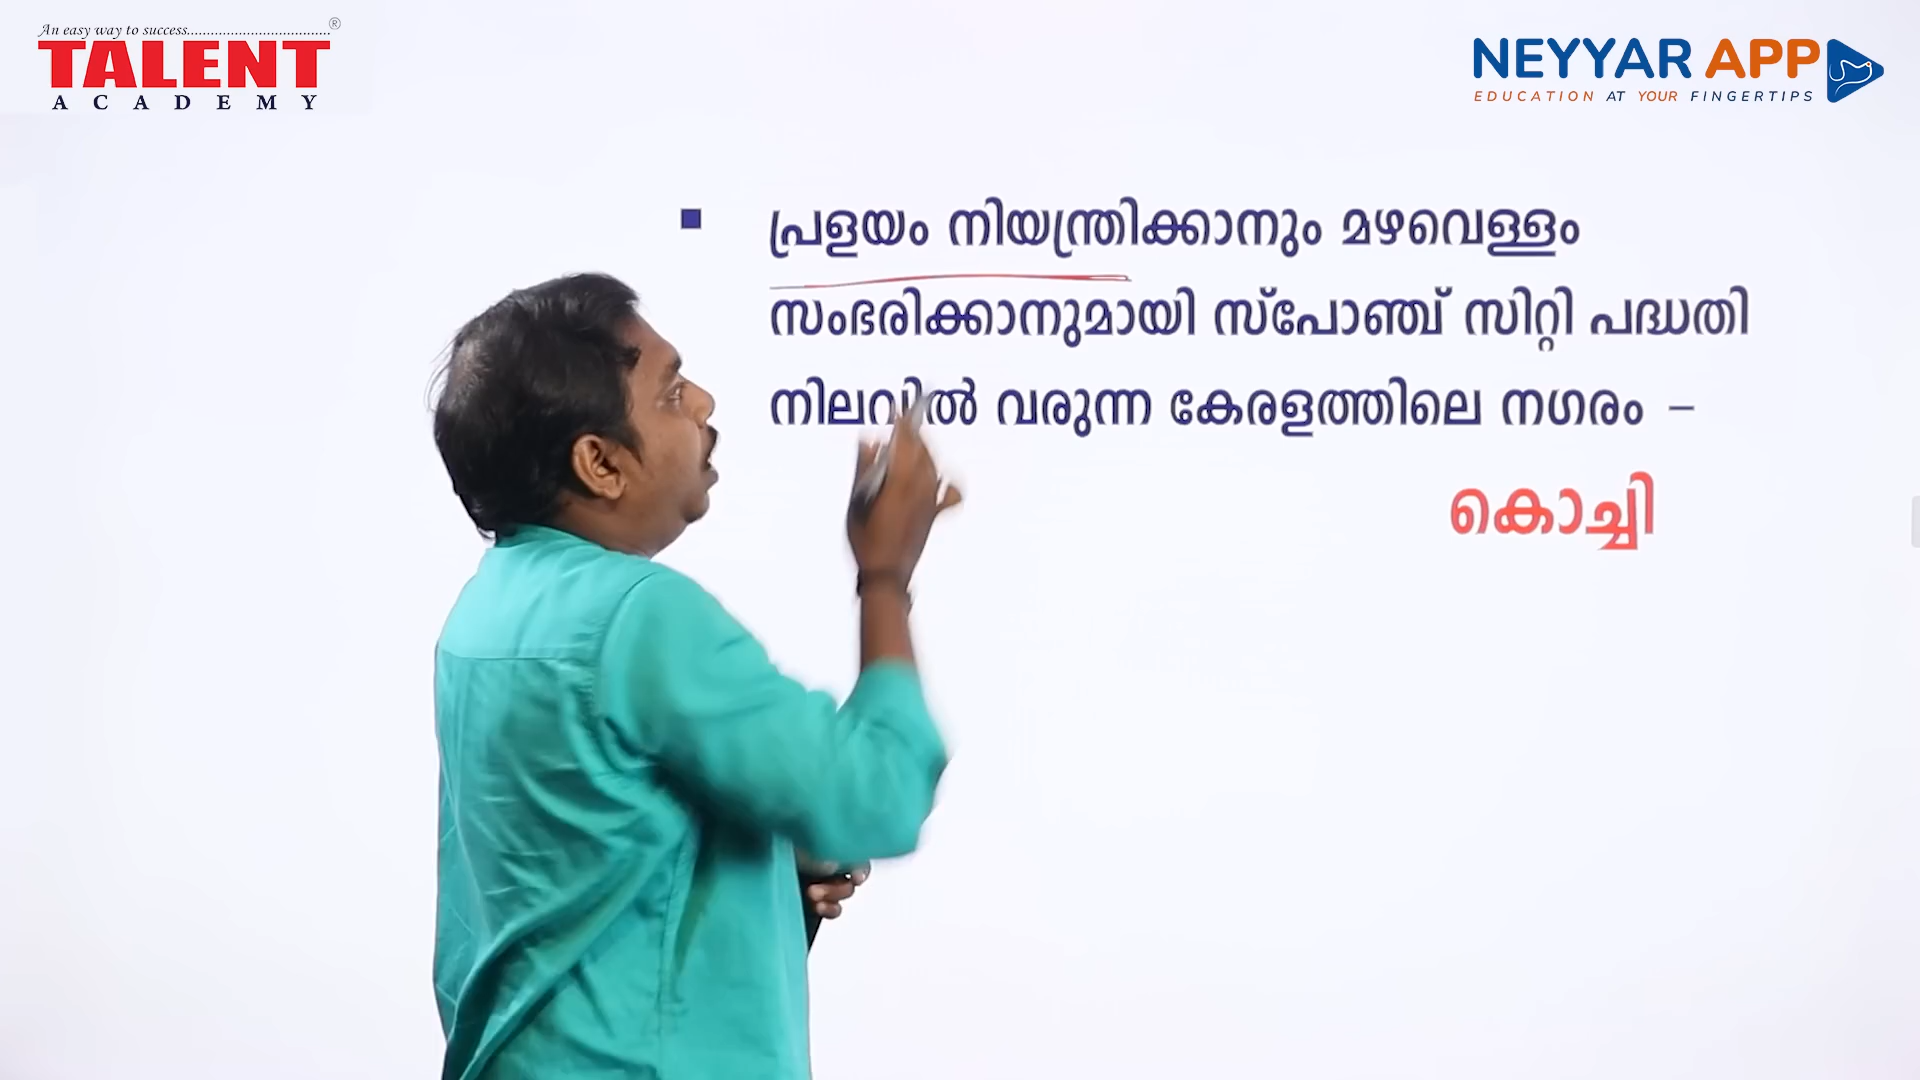 An easy way to success....................................®
TALENT
ACADEMY
NEYYAR APP
EDUCATION AT YOUR FINGERTIPS
▪ പ്രളയം നിയന്ത്രിക്കാനും മഴവെള്ളം
സംഭരിക്കാനുമായി സ്പോഞ്ച് സിറ്റി പദ്ധതി
നിലവിൽ വരുന്ന കേരളത്തിലെ നഗരം –
കൊച്ചി